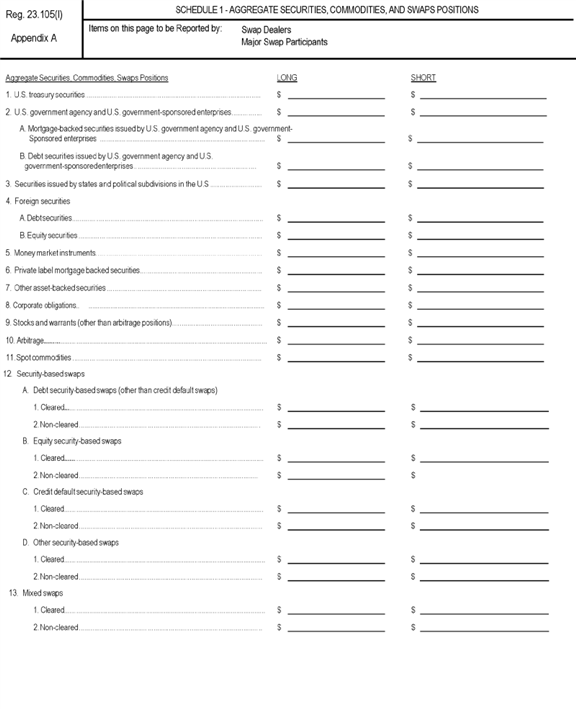 Reg. 23.105(l)
Appendix A
SCHEDULE 1 - AGGREGATE SECURITIES, COMMODITIES, AND SWAPS POSITIONS
Items on this page to be Reported by: Swap Dealers
Major Swap Participants
Aggregate Securities, Commodities, Swaps Positions LONG SHORT
1. U.S. treasury securities $ $
2. U.S. government agency and U.S. government-sponsored enterprises $ $
A. Mortgage-backed securities issued by U.S. government agency and U.S. government-
Sponsored enterprises $ $
B. Debt securities issued by U.S. government agency and U.S.
government-sponsoredenterprises $ $
3. Securities issued by states and political subdivisions in the U.S $ $
4. Foreign securities
A. Debt securities $ $
B. Equity securities $ $
5. Money market instruments $ $
6. Private label mortgage backed securities $ $
7. Other asset-backed securities $ $
8. Corporate obligations $ $
9. Stocks and warrants (other than arbitrage positions) $ $
10. Arbitrage $ $
11. Spot commodities $ $
12. Security-based swaps
A. Debt security-based swaps (other than credit default swaps)
1. Cleared $ $
2. Non-cleared $ $
B. Equity security-based swaps
1. Cleared $ $
2. Non-cleared $ $
C. Credit default security-based swaps
1. Cleared $ $
2. Non-cleared $ $
D. Other security-based swaps
1. Cleared $ $
2. Non-cleared $ $
13. Mixed swaps
1. Cleared $ $
2. Non-cleared $ $